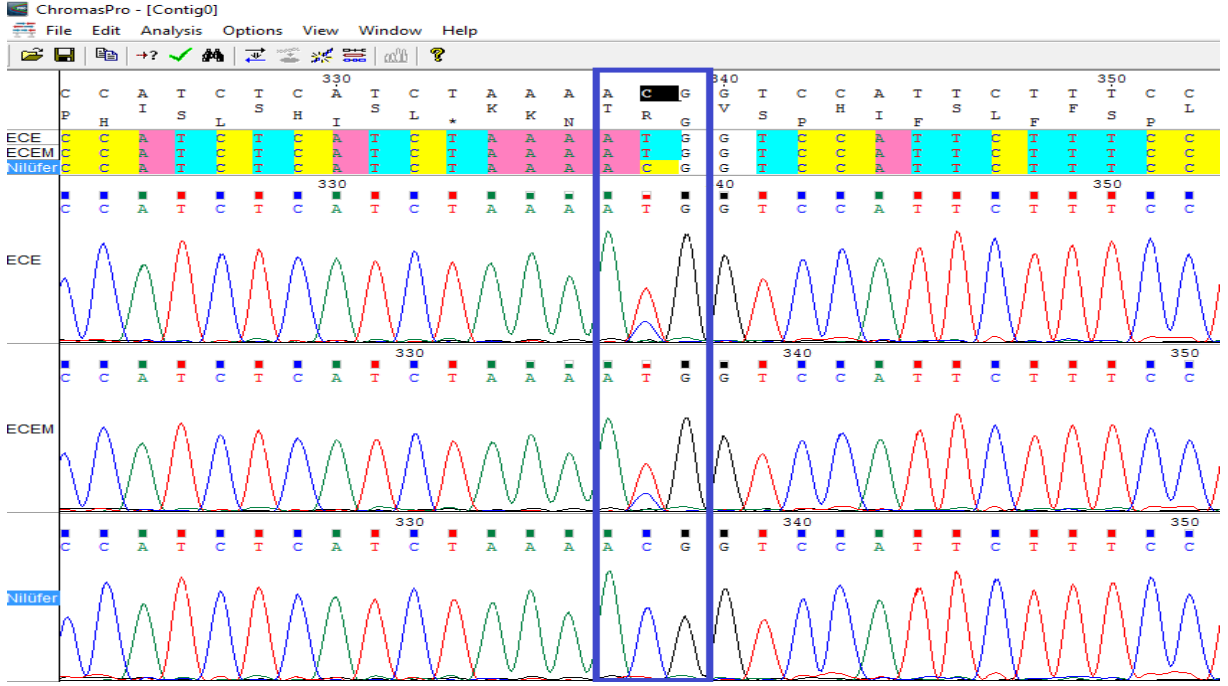 ChromasPro - [Contig0]
File Edit Analysis Options View Window Help
330 40 350
C C A T C T C A T C T A A A A C G G T C C A T T C T T T C C
I S S K T V H S F L
P S H L K R S I L S
H L I * N G P F F P
ECE C C A T C T C A T C T A A A A T G G T C C A T T C T T T C C
ECEM C C A T C T C A T C T A A A A T G G T C C A T T C T T T C C
Nilüfer C C A T C T C A T C T A A A A C G G T C C A T T C T T T C C
330 40 350
C C A T C T C A T C T A A A A T G G T C C A T T C T T T C C
ECE
330 340 350
C C A T C T C A T C T A A A A T G G T C C A T T C T T T C C
ECEM
330 340 350
C C A T C T C A T C T A A A A C G G T C C A T T C T T T C C
Nilüfer